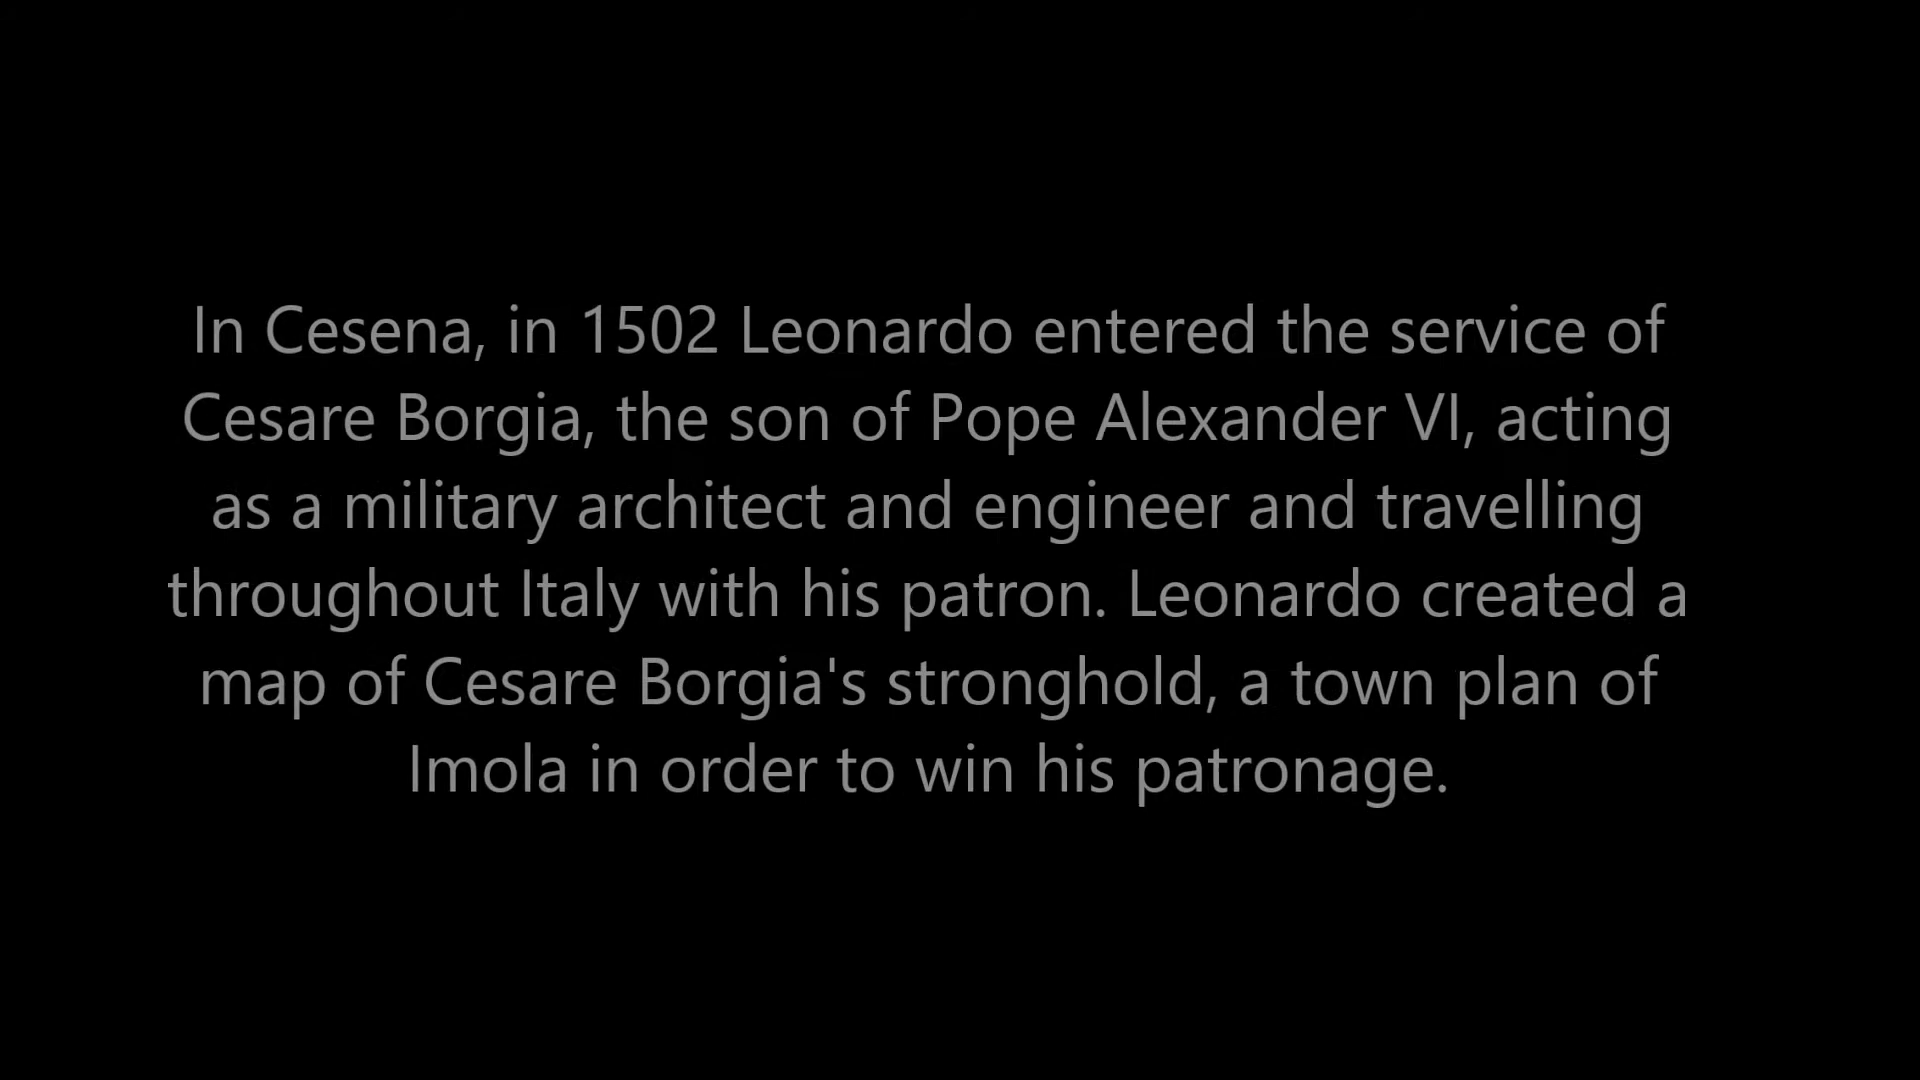 In Cesena, in 1502 Leonardo entered the service of
Cesare Borgia, the son of Pope Alexander VI, acting
as a military architect and engineer and travelling
throughout Italy with his patron. Leonardo created a
map of Cesare Borgia's stronghold, a town plan of
Imola in order to win his patronage.